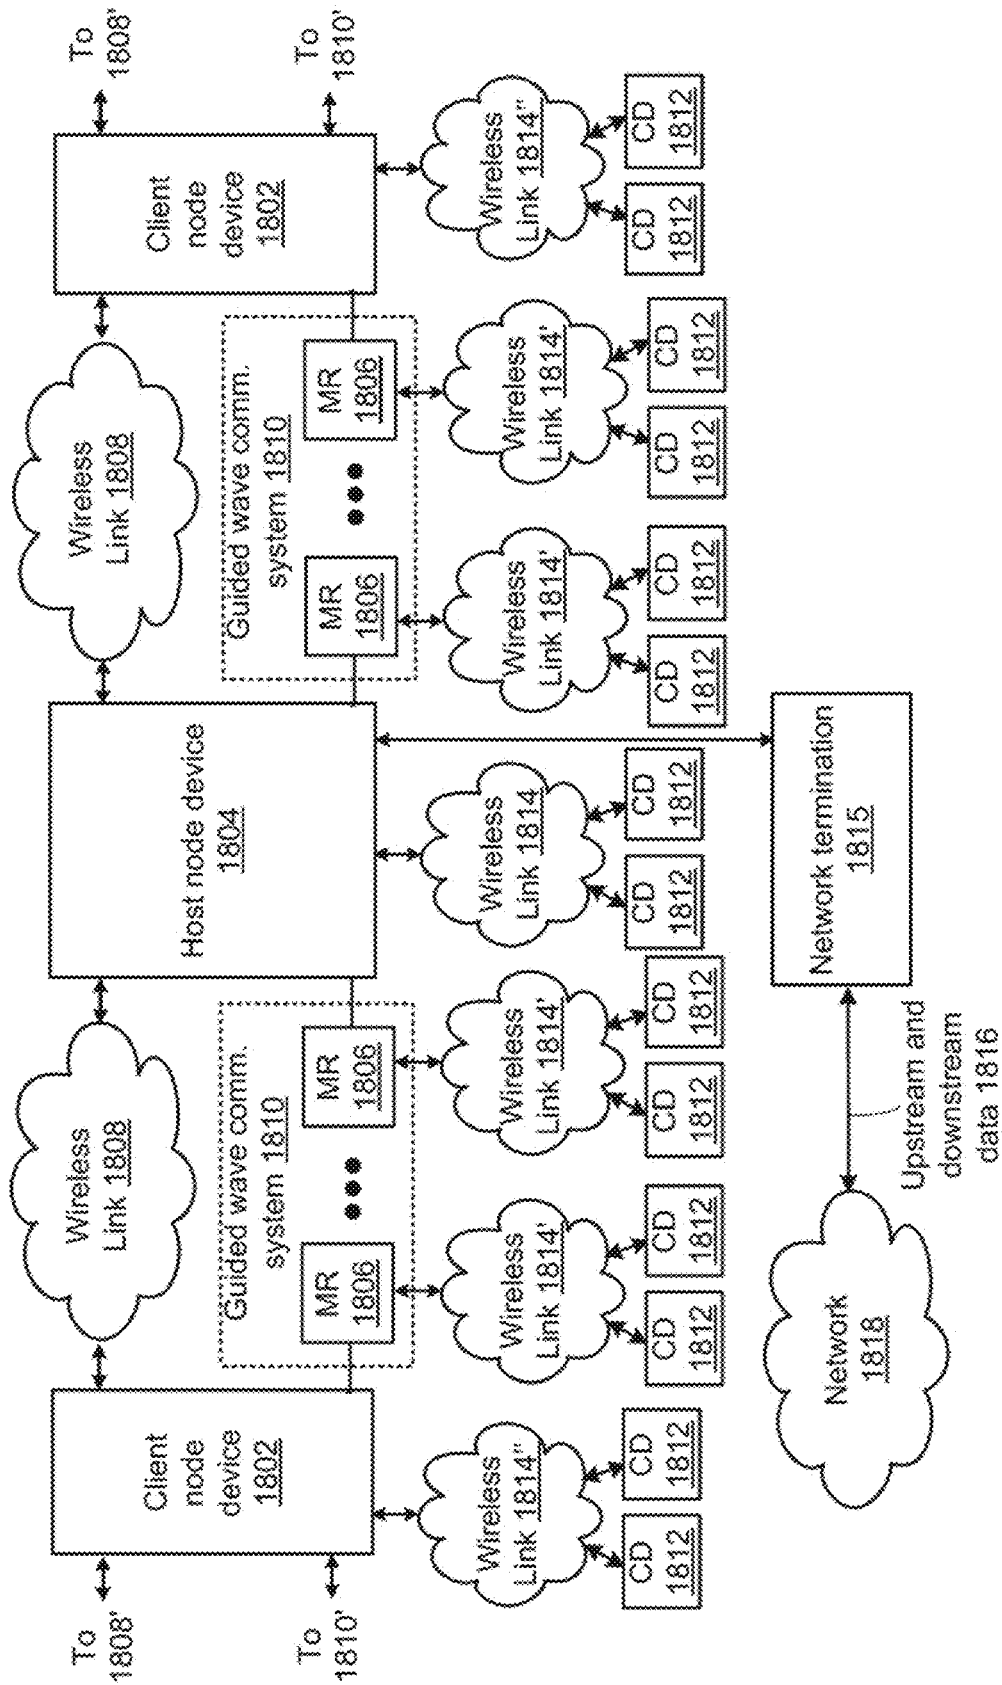 To
1808'
Wireless
Link 1808
Wireless
Link 1808
To
1808'
Client
node
device
1802
Host node device
1804
Client
node
device
1802
To
1810'
Guided wave comm.
system 1810
Guided wave comm.
system 1810
To
1810'
MR
1806
MR
1806
MR
1806
MR
1806
Wireless
Link 1814"
Wireless
Link 1814'
Wireless
Link 1814'
Wireless
Link 1814
Wireless
Link 1814'
Wireless
Link 1814'
Wireless
Link 1814"
CD
1812
CD
1812
CD
1812
CD
1812
CD
1812
CD
1812
CD
1812
CD
1812
CD
1812
CD
1812
CD
1812
CD
1812
CD
1812
CD
1812
Network
1818
Upstream and
downstream
data 1816
Network termination
1815